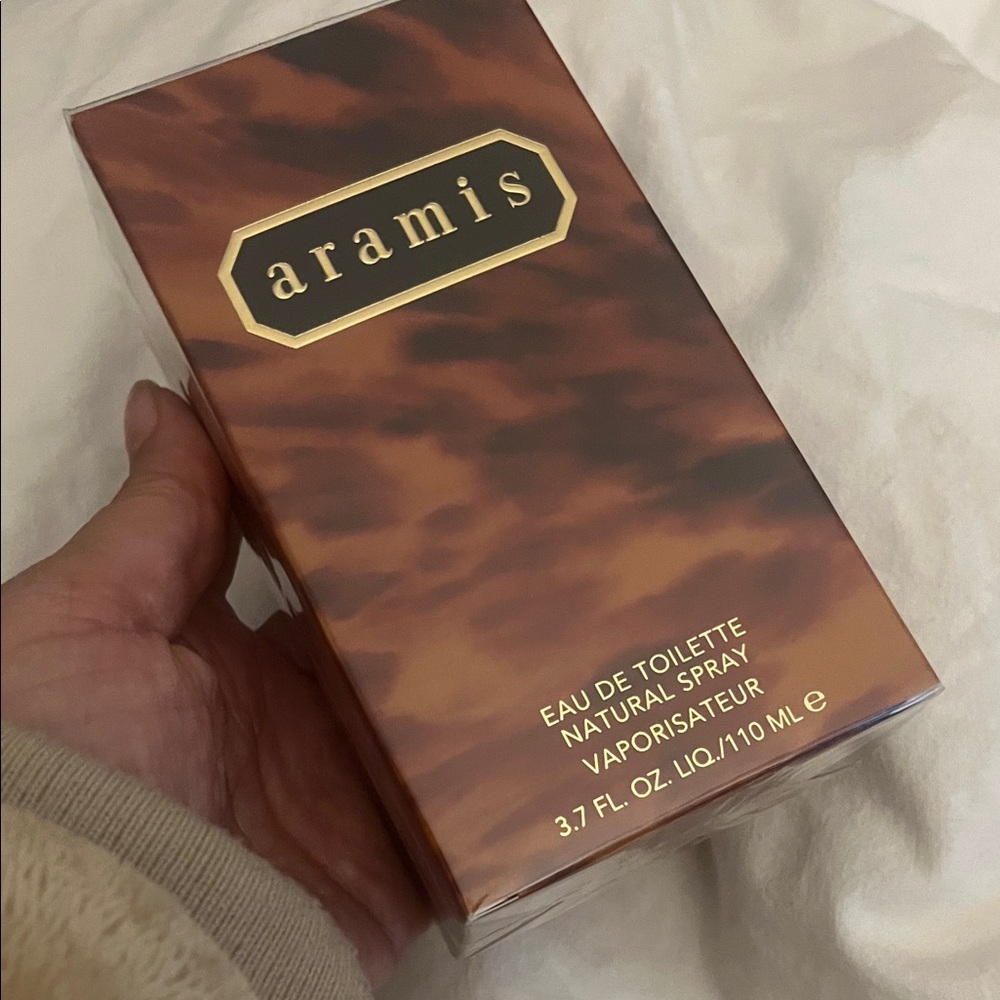 aramis
EAU DE TOILETTE
NATURAL SPRAY
VAPORISATEUR
3.7 FL. OZ. LIQ./110 ML ℮